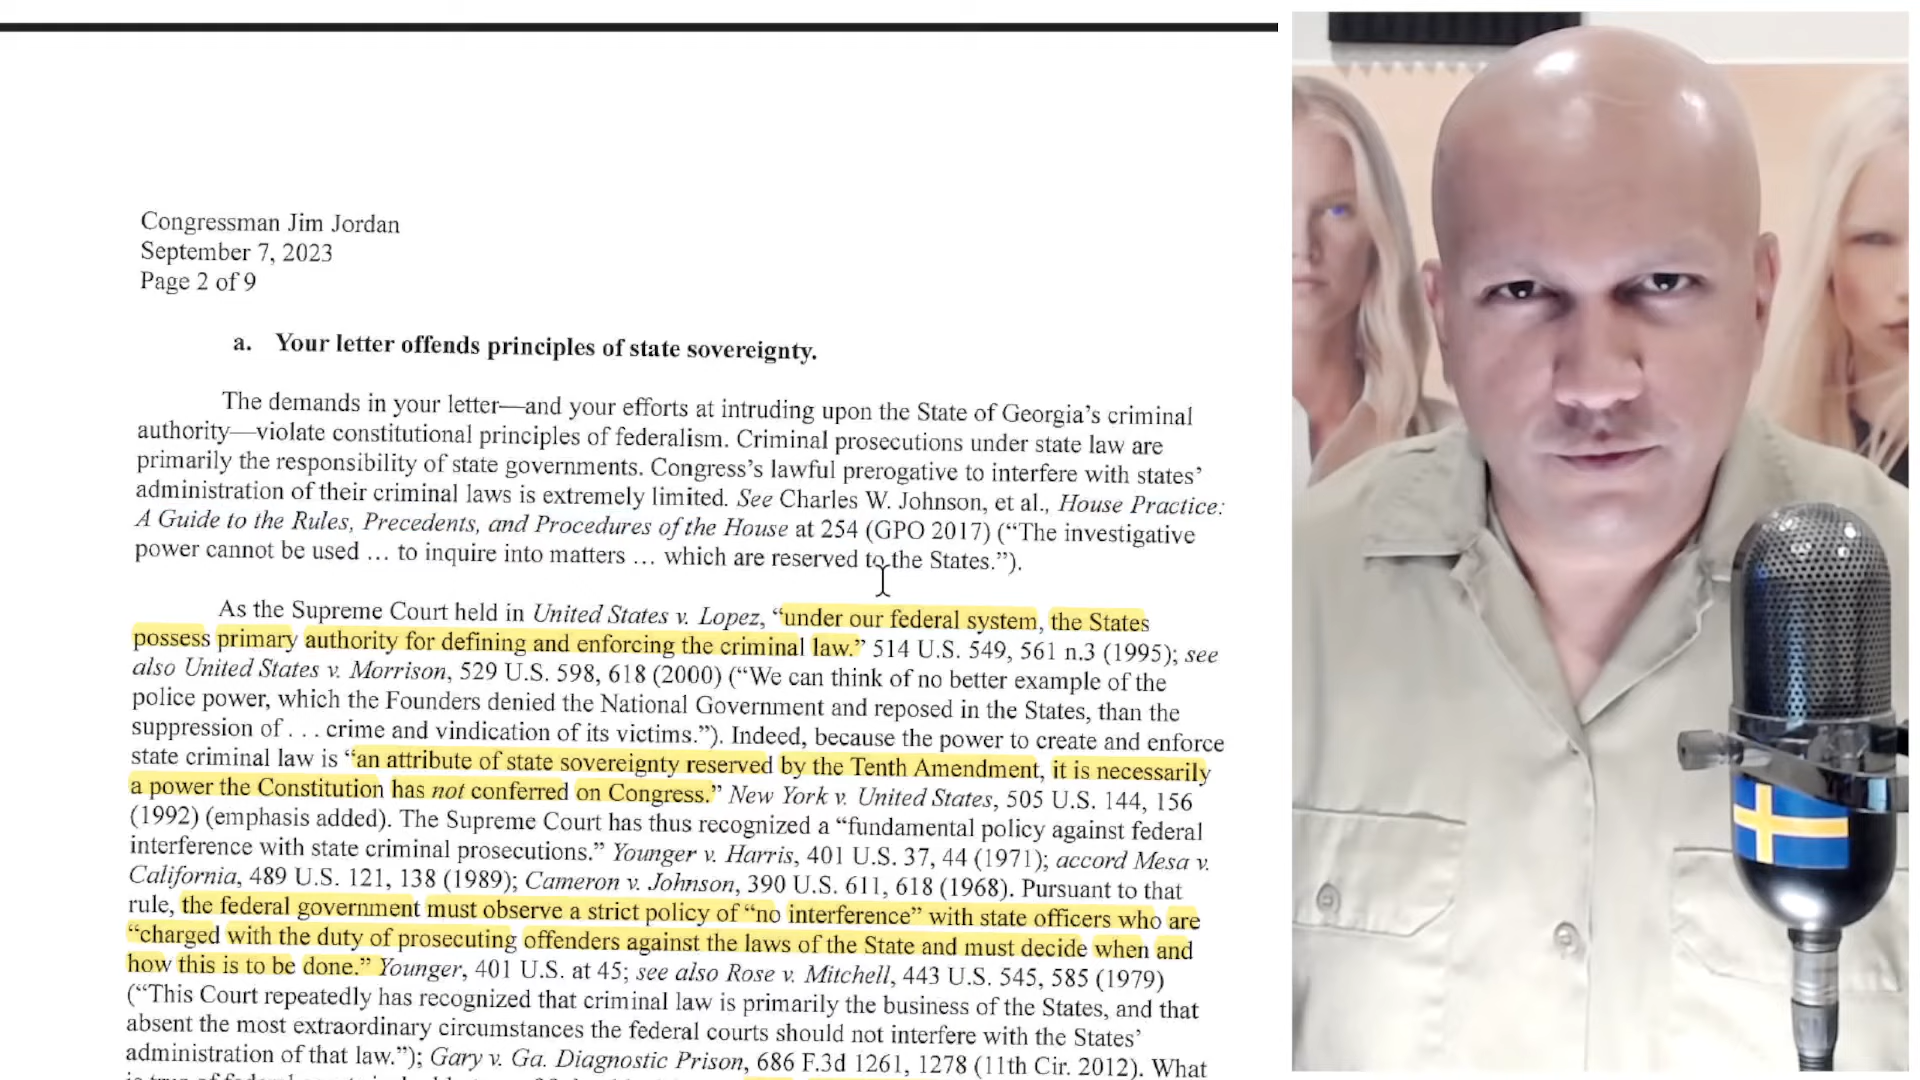 Congressman Jim Jordan
September 7, 2023
Page 2 of 9
a. Your letter offends principles of state sovereignty.
The demands in your letter—and your efforts at intruding upon the State of Georgia's criminal
authority—violate constitutional principles of federalism. Criminal prosecutions under state law are
primarily the responsibility of state governments. Congress's lawful prerogative to interfere with states'
administration of their criminal laws is extremely limited. See Charles W. Johnson, et al., House Practice:
A Guide to the Rules, Precedents, and Procedures of the House at 254 (GPO 2017) (“The investigative
power cannot be used … to inquire into matters … which are reserved to the States.”).
As the Supreme Court held in United States v. Lopez, “under our federal system, the States
possess primary authority for defining and enforcing the criminal law.” 514 U.S. 549, 561 n.3 (1995); see
also United States v. Morrison, 529 U.S. 598, 618 (2000) (“We can think of no better example of the
police power, which the Founders denied the National Government and reposed in the States, than the
suppression of . . . crime and vindication of its victims.”). Indeed, because the power to create and enforce
state criminal law is “an attribute of state sovereignty reserved by the Tenth Amendment, it is necessarily
a power the Constitution has not conferred on Congress.” New York v. United States, 505 U.S. 144, 156
(1992) (emphasis added). The Supreme Court has thus recognized a “fundamental policy against federal
interference with state criminal prosecutions.” Younger v. Harris, 401 U.S. 37, 44 (1971); accord Mesa v.
California, 489 U.S. 121, 138 (1989); Cameron v. Johnson, 390 U.S. 611, 618 (1968). Pursuant to that
rule, the federal government must observe a strict policy of “no interference” with state officers who are
“charged with the duty of prosecuting offenders against the laws of the State and must decide when and
how this is to be done.” Younger, 401 U.S. at 45; see also Rose v. Mitchell, 443 U.S. 545, 585 (1979)
(“This Court repeatedly has recognized that criminal law is primarily the business of the States, and that
absent the most extraordinary circumstances the federal courts should not interfere with the States'
administration of that law.”); Gary v. Ga. Diagnostic Prison, 686 F.3d 1261, 1278 (11th Cir. 2012). What